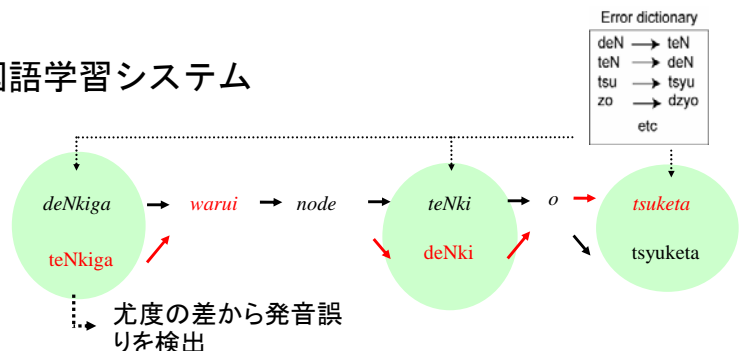 Error dictionary
deN → teN
teN → deN
tsu → tsyu
zo → dzyo
etc
語学習システム
deNkiga → warui → node → teNki → o → tsuketa
teNkiga deNki tsyuketa
尤度の差から発音誤
りを検出